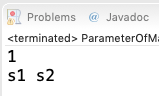 Problems @ Javadoc
<terminated> ParameterOfMa
1
s1 s2